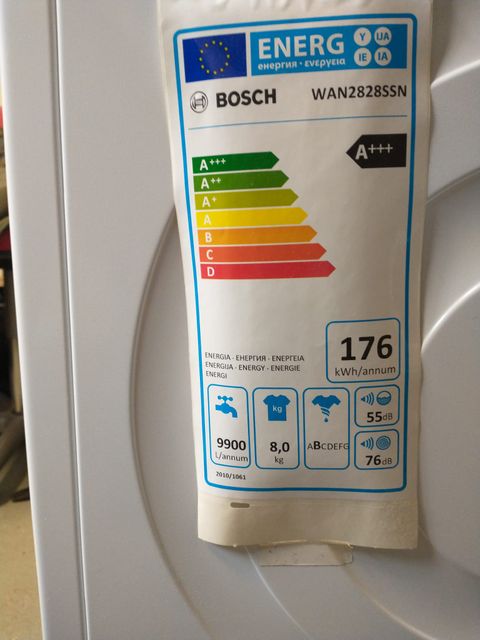 ENERG Y UA
енергия · ενεργεια IE IA
BOSCH WAN2828SSN
A+++ A+++
A++
A+
A
B
C
D
ENERGIA · ЕНЕРГИЯ · ΕΝΕΡΓΕΙΑ
ENERGIJA · ENERGY · ENERGIE
ENERGI
176
kWh/annum
9900
L/annum
kg
8,0
kg
ABCDEFG
55dB
76dB
2010/1061